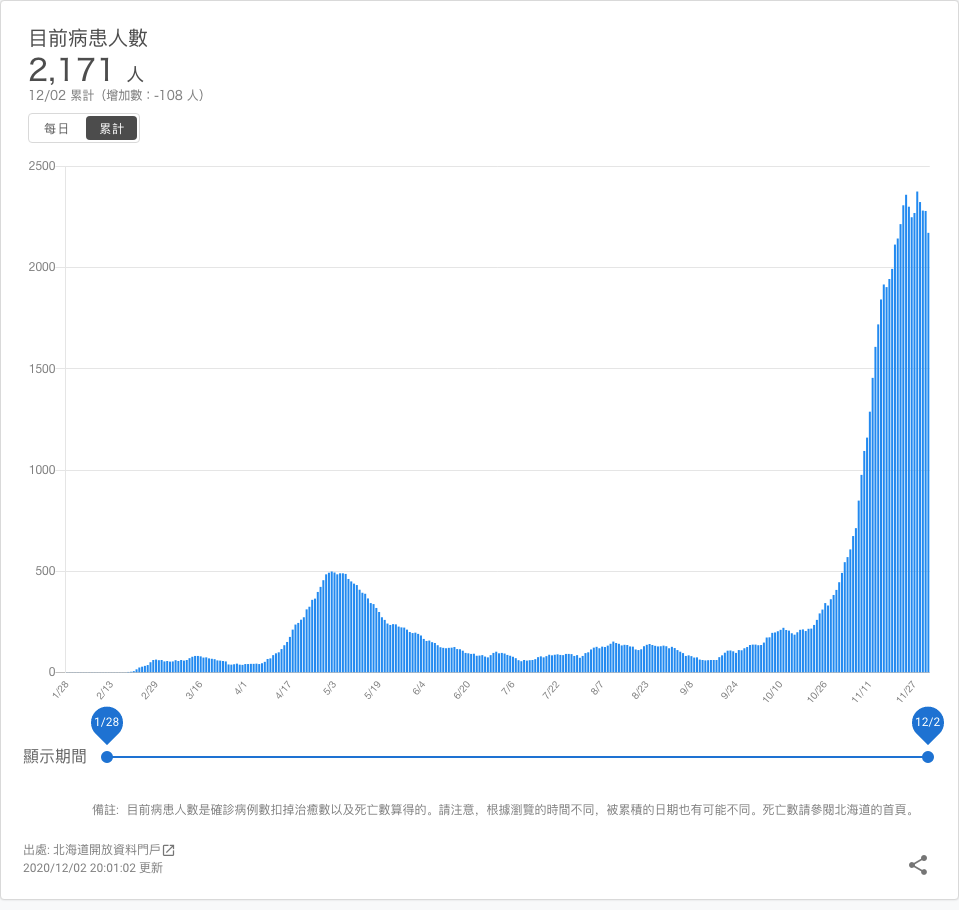 目前病患人數
2,171 人
12/02 累計（增加數：-108 人）
每日 累計
2500
2000
1500
1000
500
0
1/28 2/13 2/29 3/16 4/1 4/17 5/3 5/19 6/4 6/20 7/6 7/22 8/7 8/23 9/8 9/24 10/10 10/26 11/11 11/27
1/28 12/2
顯示期間
備註: 目前病患人數是確診病例數扣掉治癒數以及死亡數算得的。請注意，根據瀏覽的時間不同，被累積的日期也有可能不同。死亡數請參閱北海道的首頁。
出處: 北海道開放資料門戶
2020/12/02 20:01:02 更新